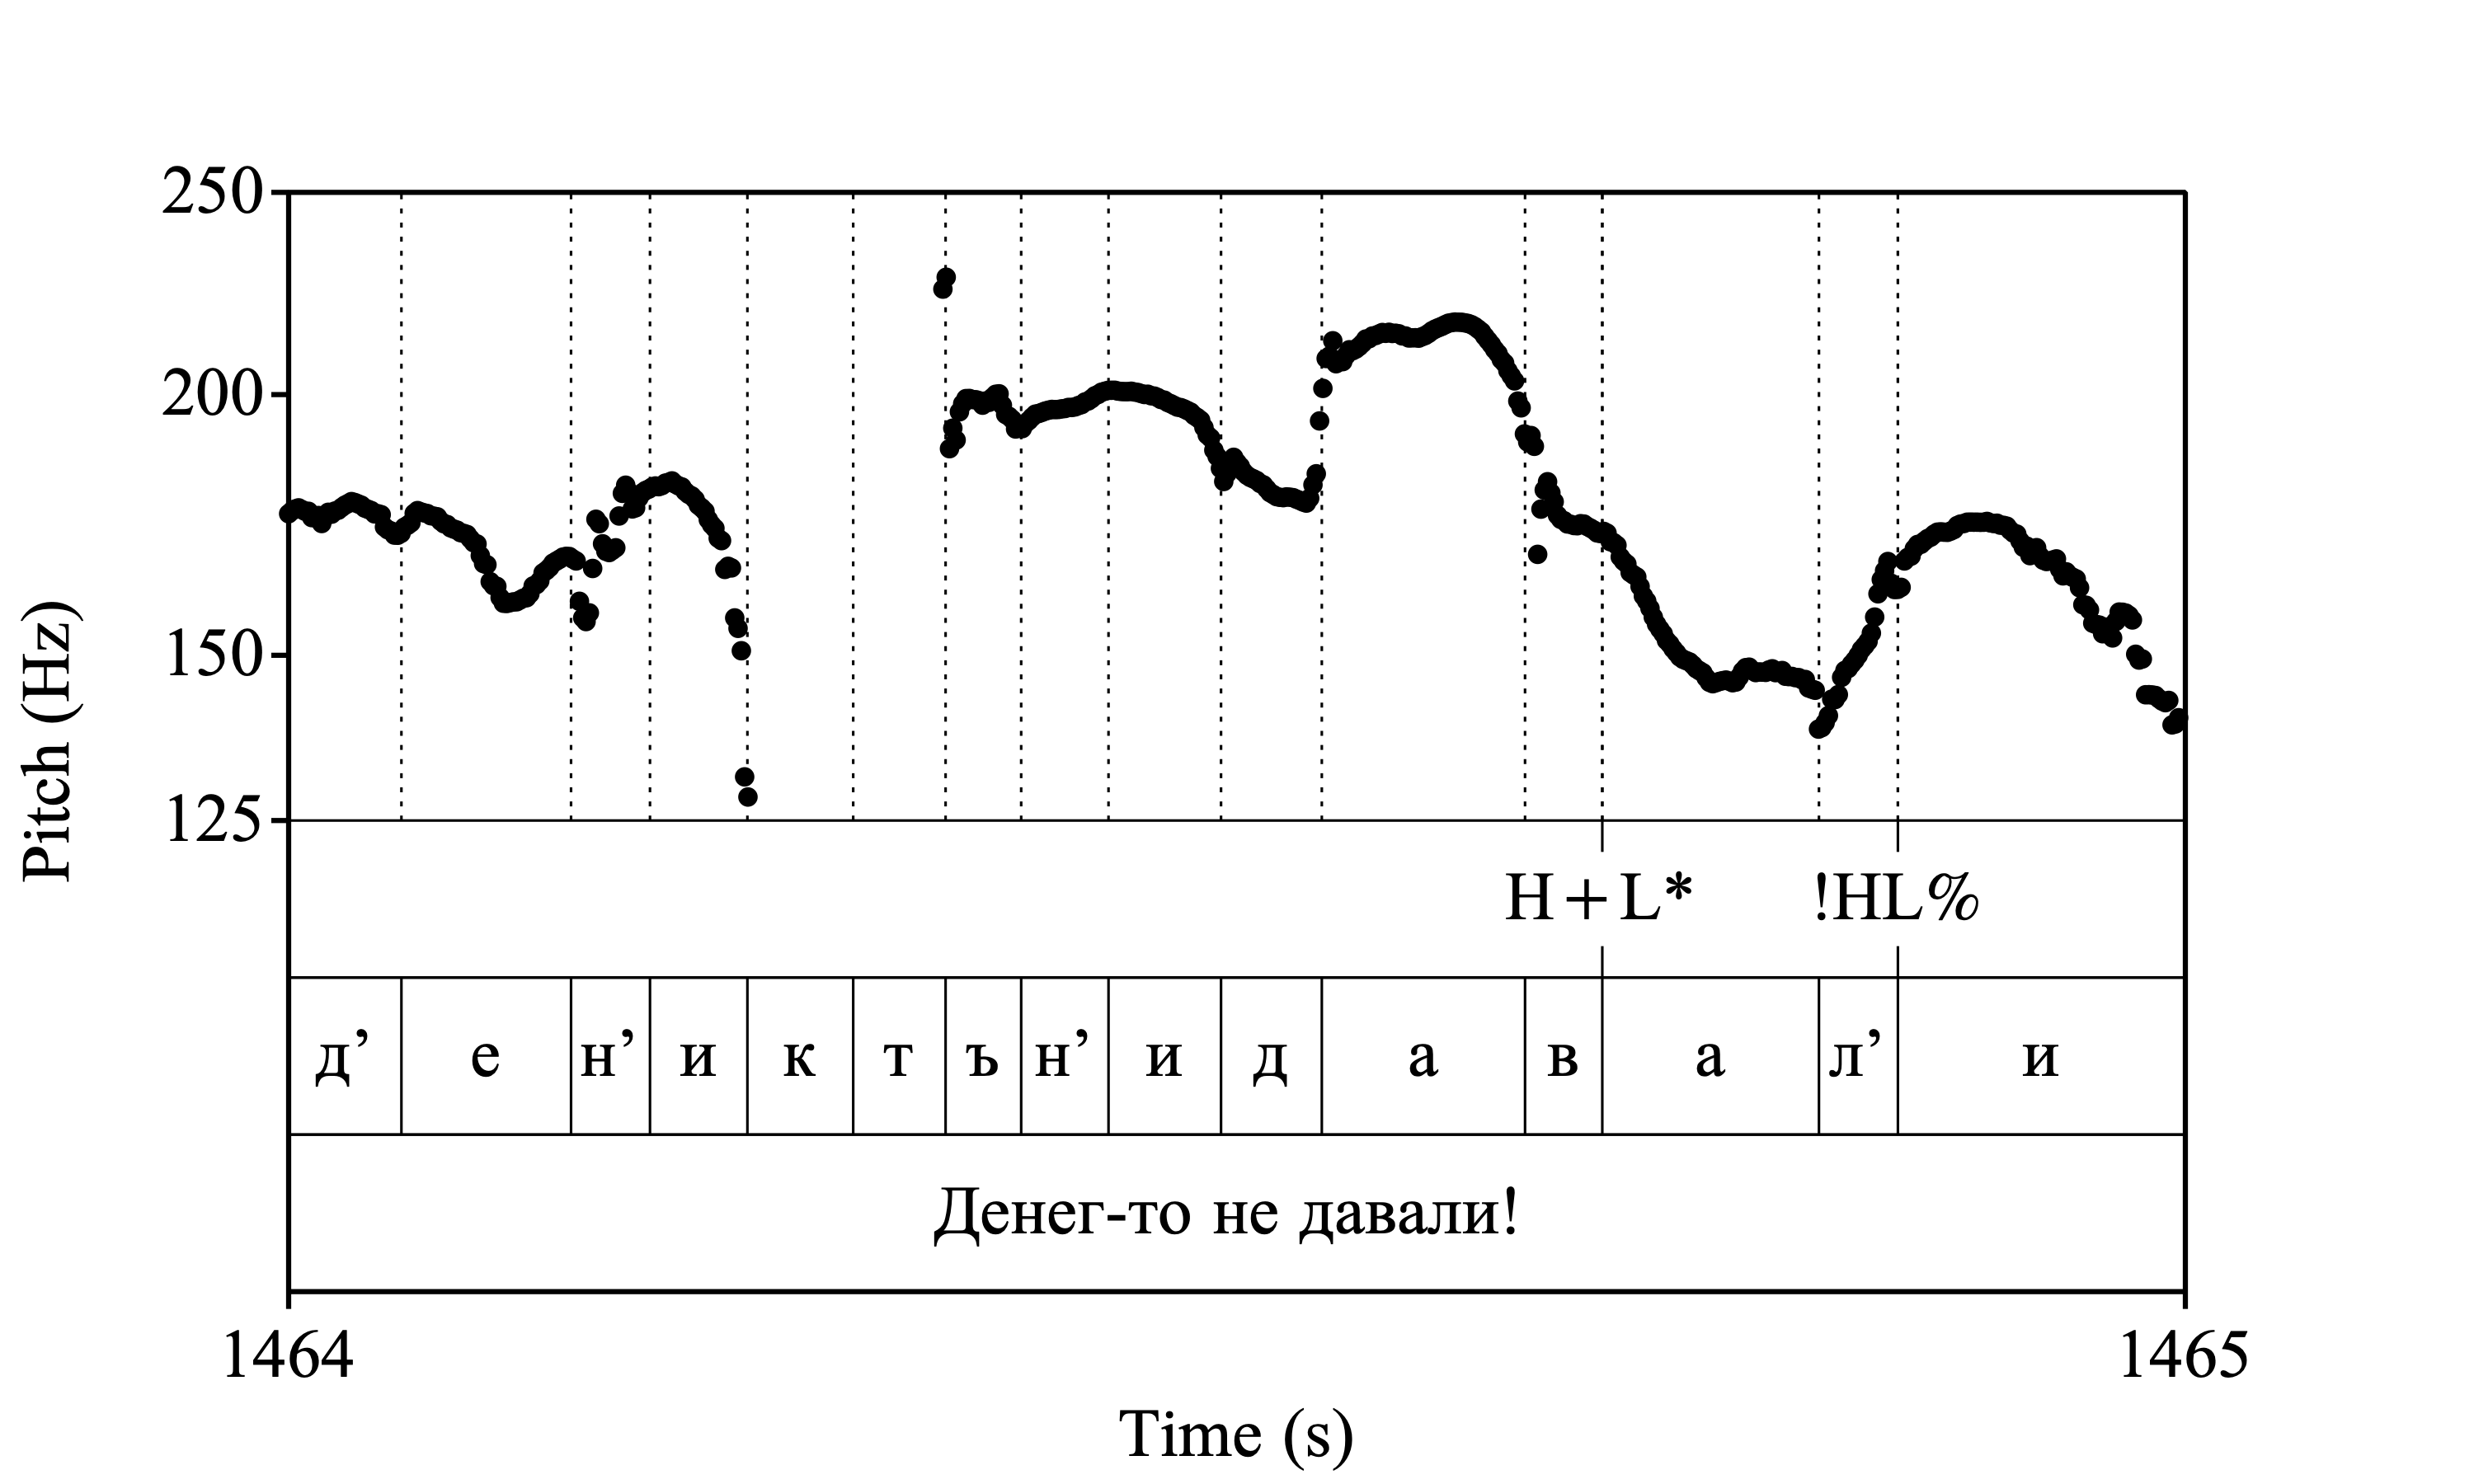 250
200
150
125
Pitch (Hz)
H+L* !HL%
д’ е н’ и к т ъ н’ и д а в а л’ и
Денег-то не давали!
1464 1465
Time (s)